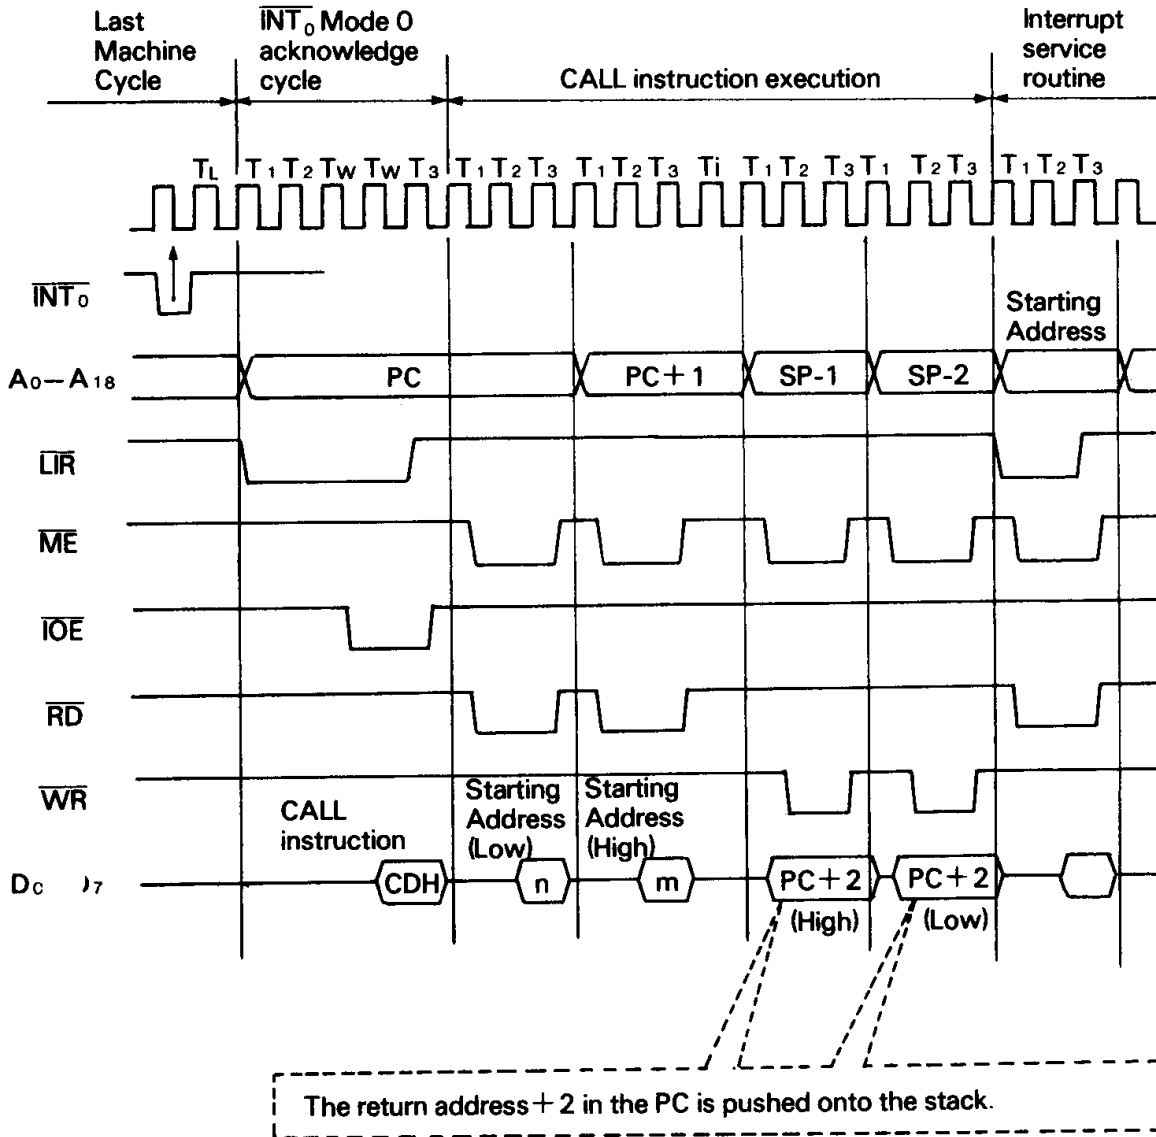 Last
Machine
Cycle
INT0 Mode 0
acknowledge
cycle
CALL instruction execution
Interrupt
service
routine
TL T1 T2 TW TW T3 T1 T2 T3 T1 T2 T3 Ti T1 T2 T3 T1 T2 T3 T1 T2 T3
INT0
Starting
Address
A0–A18
PC
PC+1
SP-1
SP-2
LIR
ME
IOE
RD
WR
CALL
instruction
Starting
Address
(Low)
Starting
Address
(High)
CDH
n
m
PC+2
(High)
PC+2
(Low)
The return address+2 in the PC is pushed onto the stack.